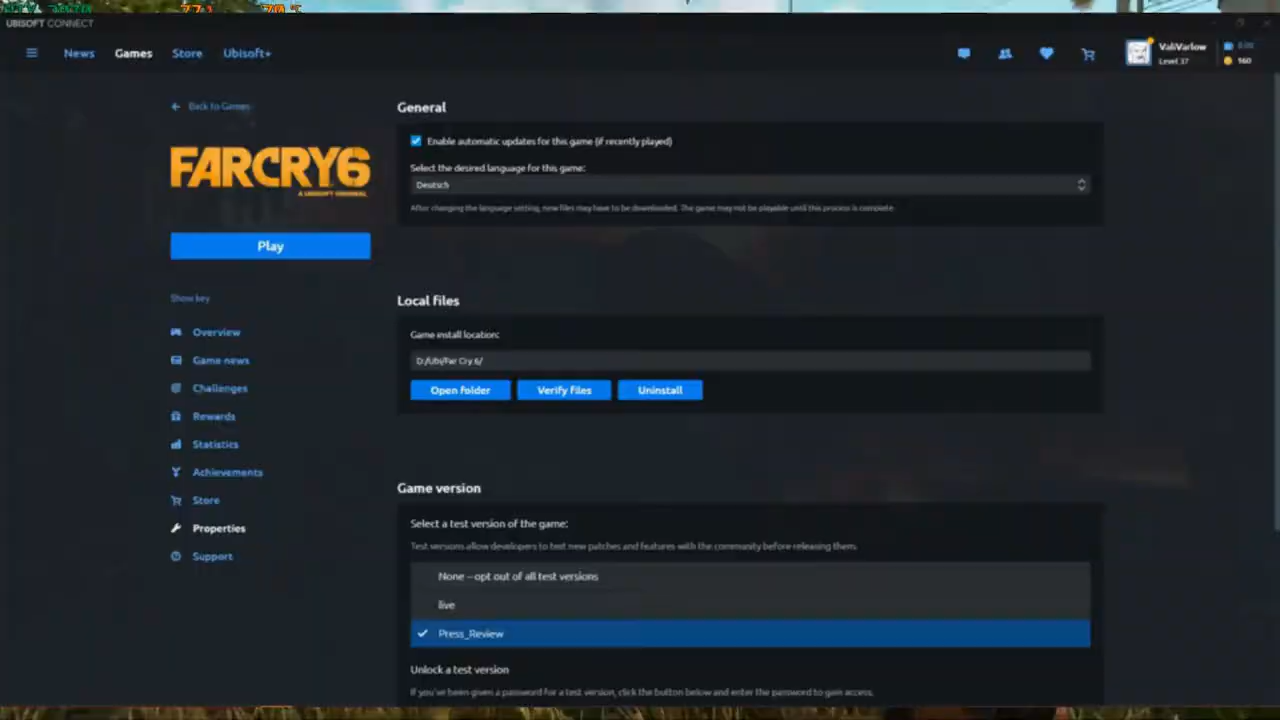 UBISOFT CONNECT
News
Games
Store
Ubisoft+
ValiVarlow
Level 37
160
Back to Games
FARCRY6
A UBISOFT ORIGINAL
Play
Show key
Overview
Game news
Challenges
Rewards
Statistics
Achievements
Store
Properties
Support
General
Enable automatic updates for this game (if recently played)
Select the desired language for this game:
Deutsch
After changing the language setting, new files may have to be downloaded. The game may not be playable until this process is complete.
Local files
Game install location:
D:/Ubi/Far Cry 6/
Open folder
Verify files
Uninstall
Game version
Select a test version of the game:
Test versions allow developers to test new patches and features with the community before releasing them.
None – opt out of all test versions
live
Press_Review
Unlock a test version
If you've been given a password for a test version, click the button below and enter the password to gain access.